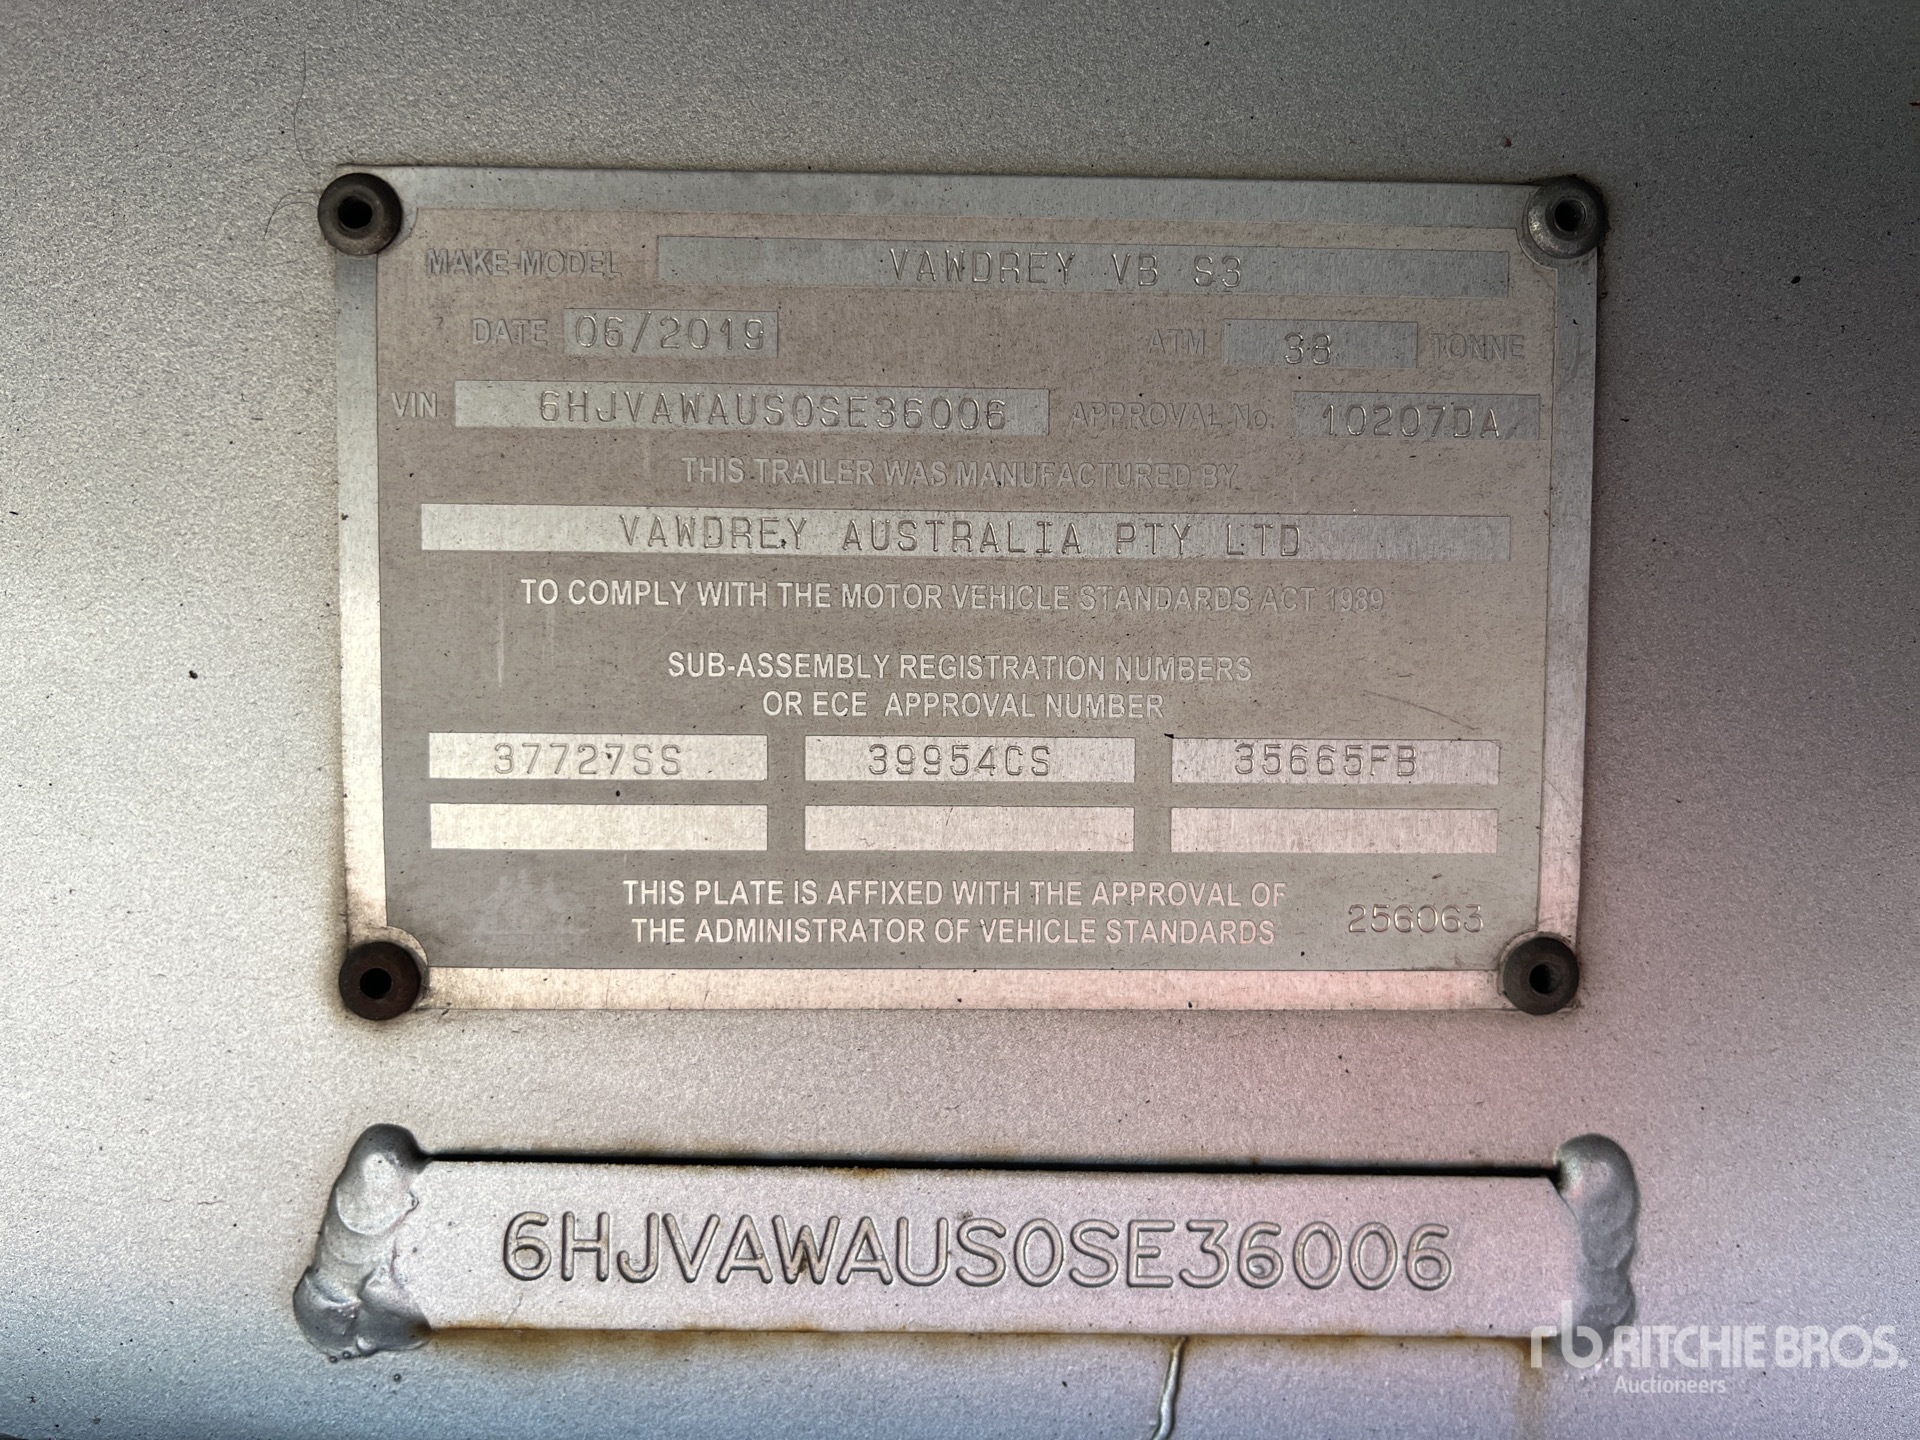 MAKE-MODEL VAWDREY VB S3
DATE 06/2019 ATM 38 TONNE
VIN 6HJVAWAUS0SE36006 APPROVAL No. 10207DA
THIS TRAILER WAS MANUFACTURED BY
VAWDREY AUSTRALIA PTY LTD
TO COMPLY WITH THE MOTOR VEHICLE STANDARDS ACT 1989
SUB-ASSEMBLY REGISTRATION NUMBERS
OR ECE APPROVAL NUMBER
37727SS 39954CS 35665FB
THIS PLATE IS AFFIXED WITH THE APPROVAL OF
THE ADMINISTRATOR OF VEHICLE STANDARDS 256063
6HJVAWAUS0SE36006
rb RITCHIE BROS.
Auctioneers